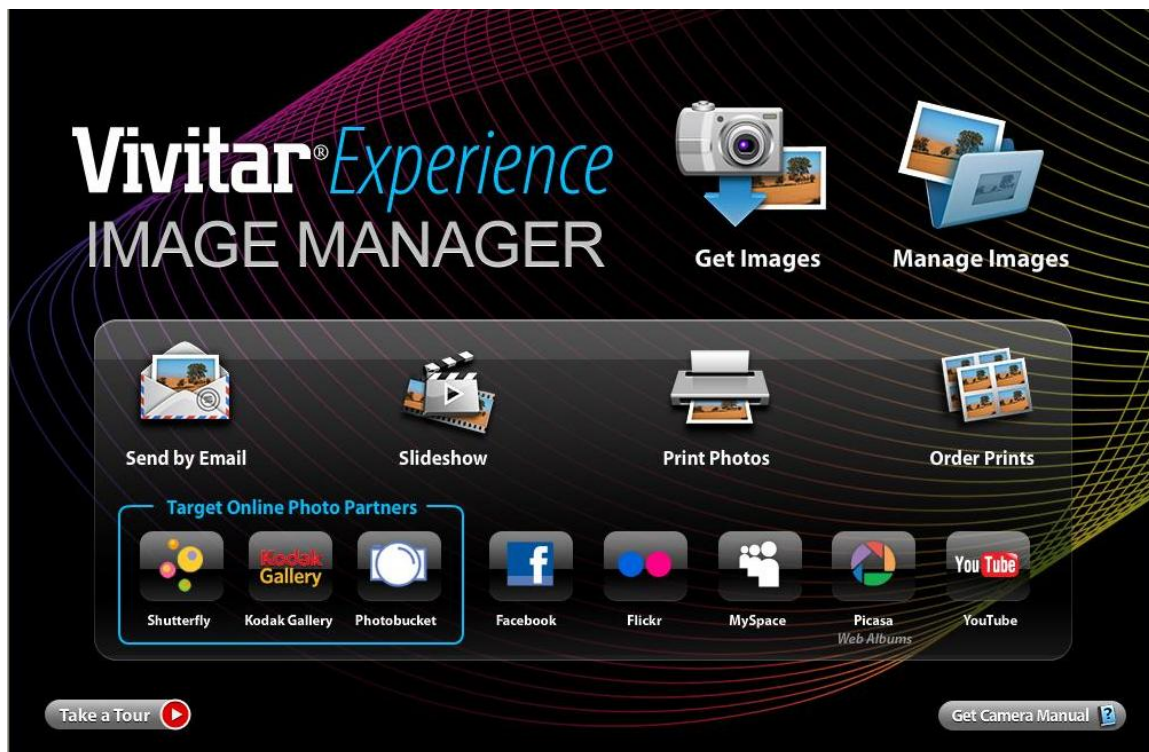 Vivitar® Experience
IMAGE MANAGER
Get Images
Manage Images
Send by Email
Slideshow
Print Photos
Order Prints
Target Online Photo Partners
Kodak
Gallery
f
You Tube
Shutterfly
Kodak Gallery
Photobucket
Facebook
Flickr
MySpace
Picasa
Web Albums
YouTube
Take a Tour
Get Camera Manual ?